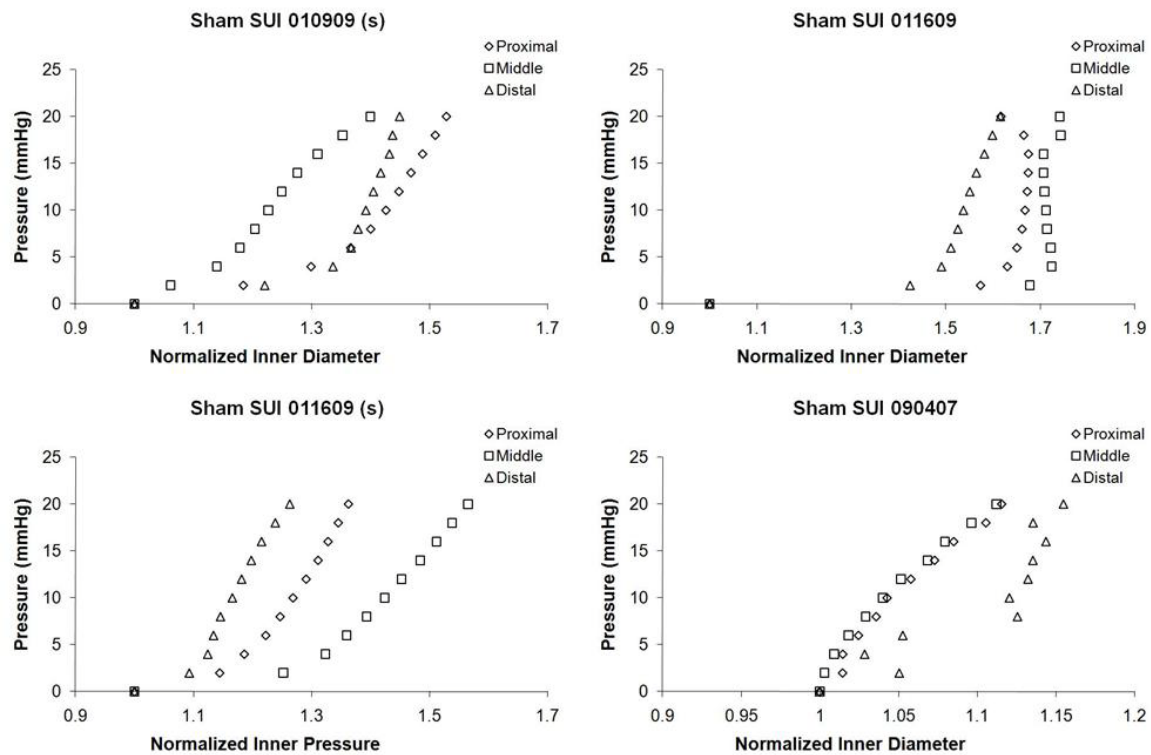 Sham SUI 010909 (s)
Proximal
Middle
Distal
25
20
15
10
5
0
Pressure (mmHg)
0.9 1.1 1.3 1.5 1.7
Normalized Inner Diameter
Sham SUI 011609
Proximal
Middle
Distal
25
20
15
10
5
0
Pressure (mmHg)
0.9 1.1 1.3 1.5 1.7 1.9
Normalized Inner Diameter
Sham SUI 011609 (s)
Proximal
Middle
Distal
25
20
15
10
5
0
Pressure (mmHg)
0.9 1.1 1.3 1.5 1.7
Normalized Inner Pressure
Sham SUI 090407
Proximal
Middle
Distal
25
20
15
10
5
0
Pressure (mmHg)
0.9 0.95 1 1.05 1.1 1.15 1.2
Normalized Inner Diameter